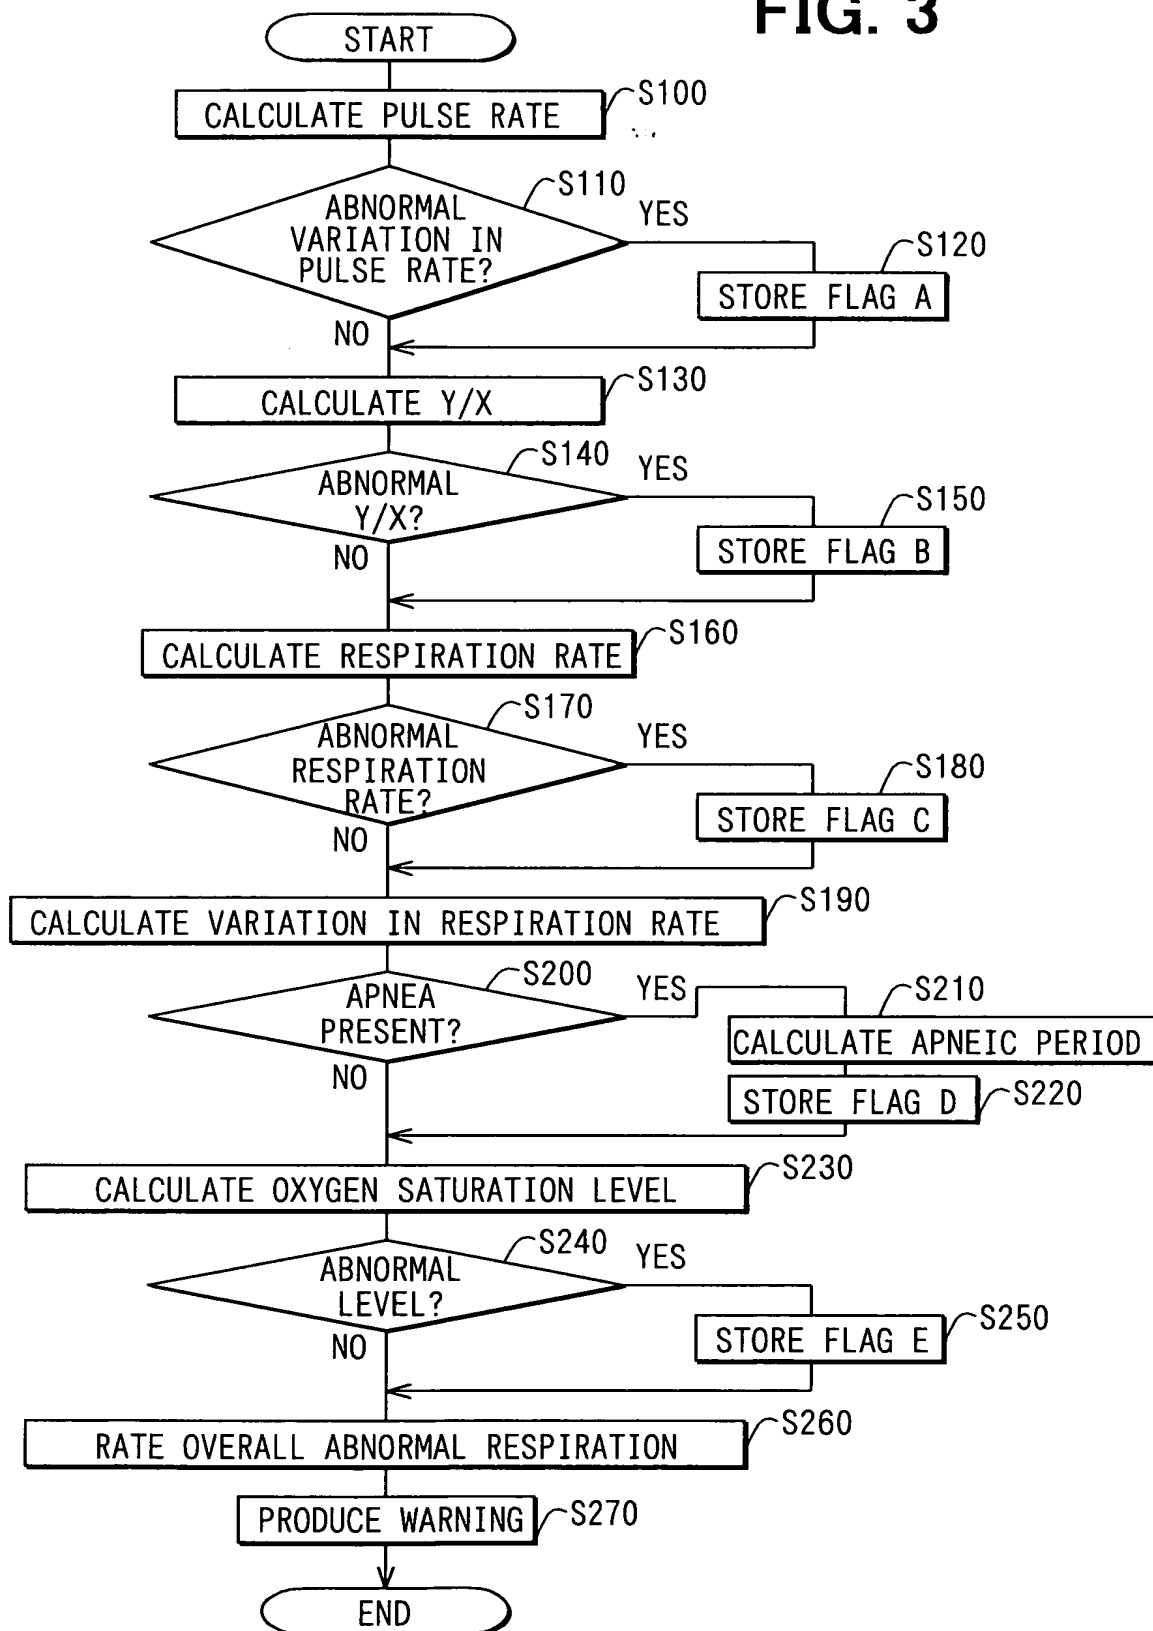 FIG. 3
START
CALCULATE PULSE RATE
S100
ABNORMAL
VARIATION IN
PULSE RATE?
S110
YES
STORE FLAG A
S120
NO
CALCULATE Y/X
S130
ABNORMAL
Y/X?
S140
YES
STORE FLAG B
S150
NO
CALCULATE RESPIRATION RATE
S160
ABNORMAL
RESPIRATION
RATE?
S170
YES
STORE FLAG C
S180
NO
CALCULATE VARIATION IN RESPIRATION RATE
S190
APNEA
PRESENT?
S200
YES
CALCULATE APNEIC PERIOD
S210
STORE FLAG D
S220
NO
CALCULATE OXYGEN SATURATION LEVEL
S230
ABNORMAL
LEVEL?
S240
YES
STORE FLAG E
S250
NO
RATE OVERALL ABNORMAL RESPIRATION
S260
PRODUCE WARNING
S270
END